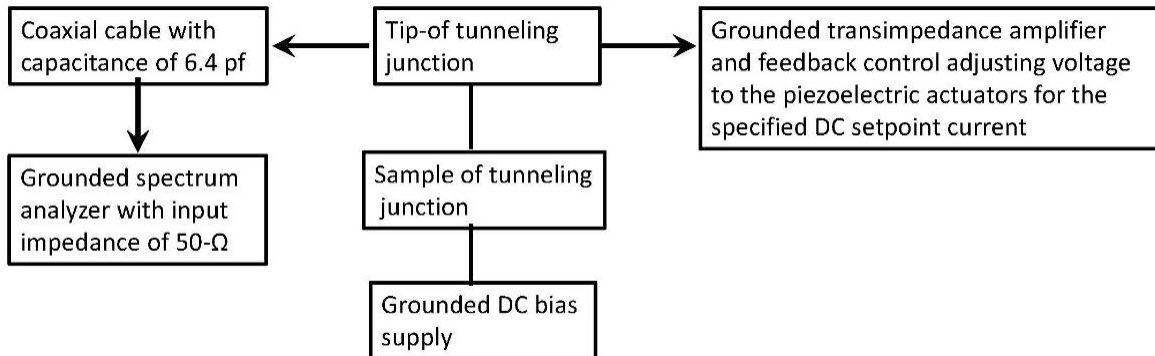 Coaxial cable with
capacitance of 6.4 pf
Tip-of tunneling
junction
Grounded transimpedance amplifier
and feedback control adjusting voltage
to the piezoelectric actuators for the
specified DC setpoint current
Grounded spectrum
analyzer with input
impedance of 50-Ω
Sample of tunneling
junction
Grounded DC bias
supply